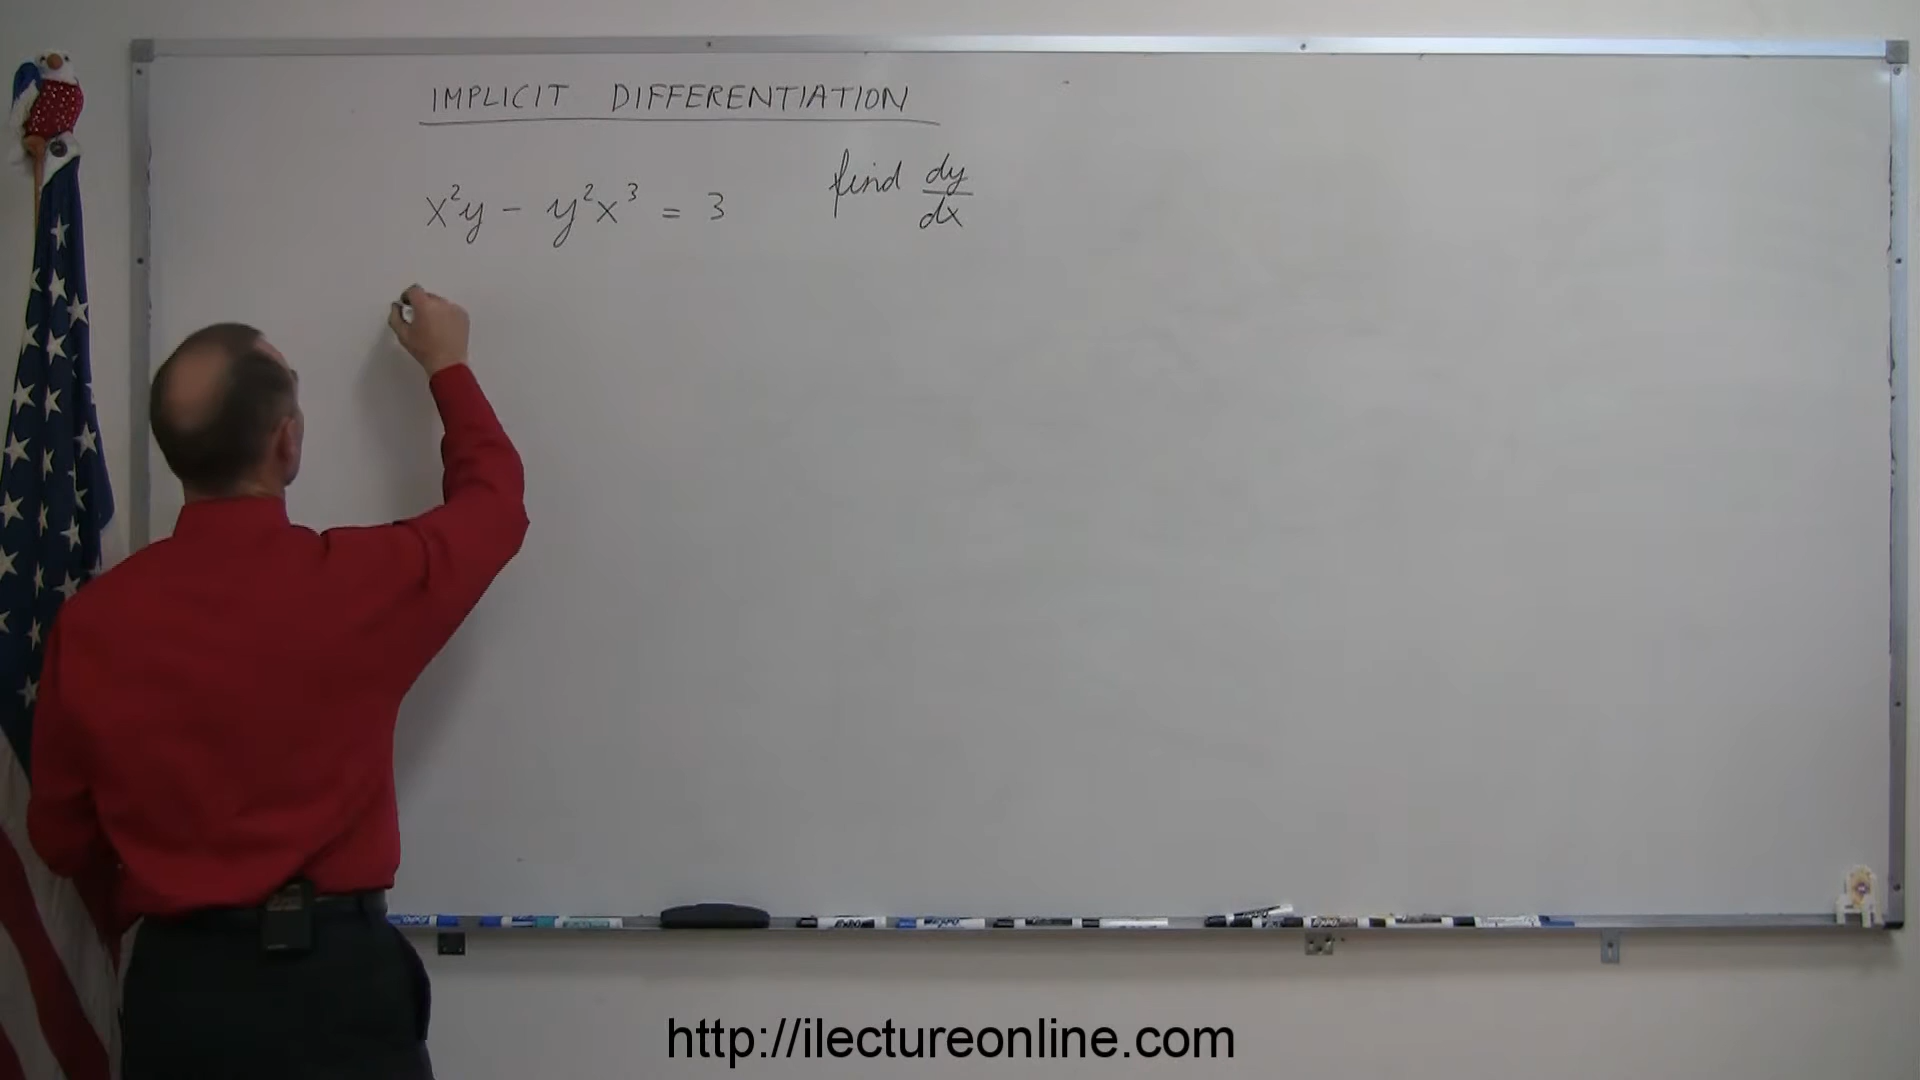 IMPLICIT DIFFERENTIATION
x²y - y²x³ = 3 find dy/dx
http://ilectureonline.com